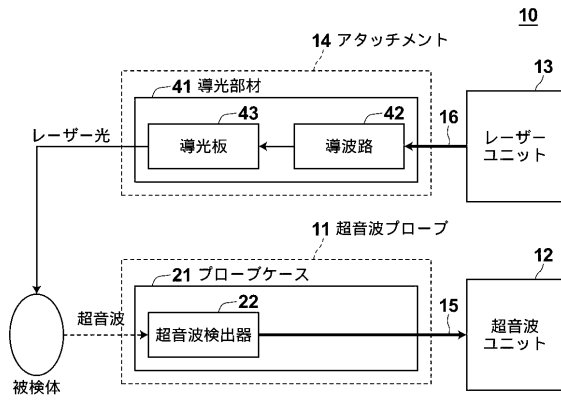 10
14 アタッチメント
13
41 導光部材
43
42
16
レーザー光
導光板
導波路
レーザー
ユニット
11 超音波プローブ
21 プローブケース
12
22
超音波
超音波検出器
15
超音波
ユニット
被検体